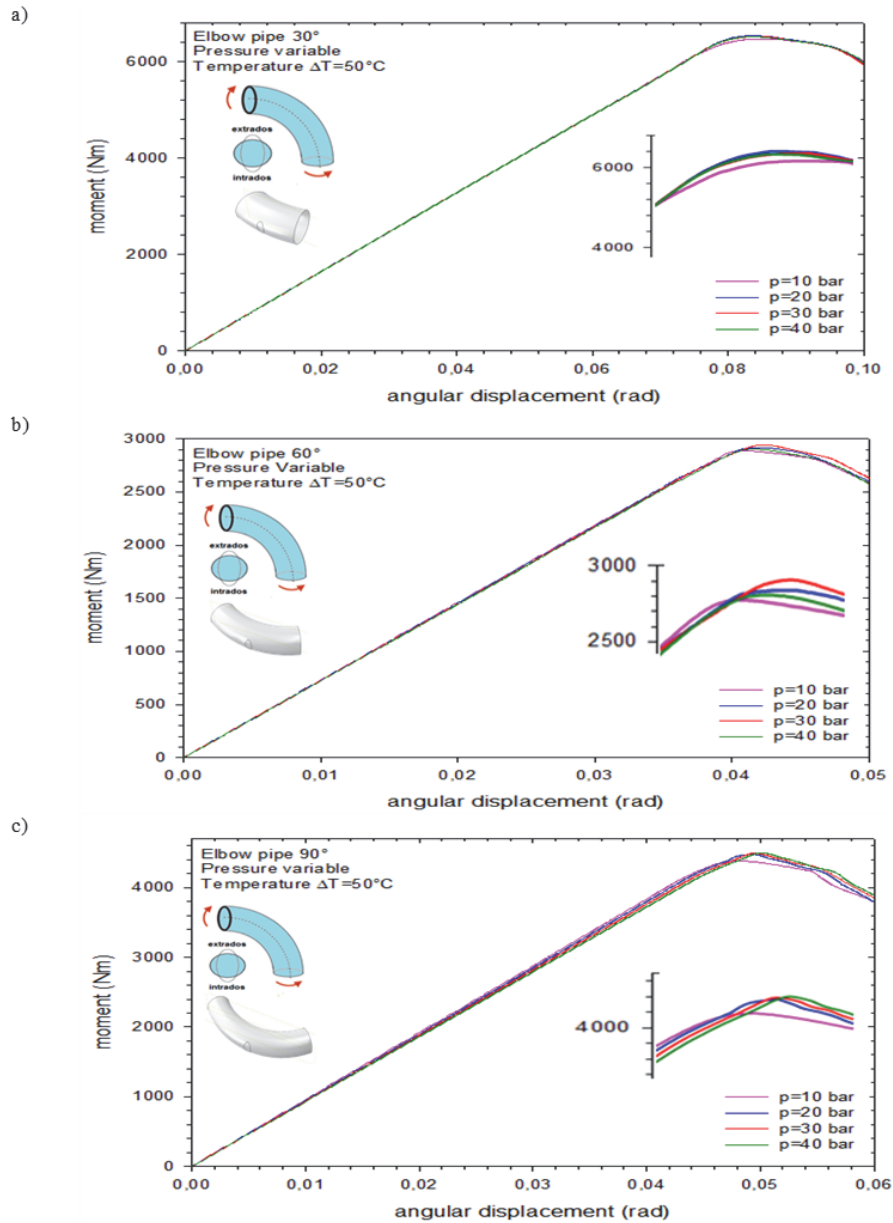 a)
Elbow pipe 30°
Pressure variable
Temperature ΔT=50°C
extrados
intrados
6000
4000
2000
0
moment (Nm)
6000
4000
p=10 bar
p=20 bar
p=30 bar
p=40 bar
0,00 0,02 0,04 0,06 0,08 0,10
angular displacement (rad)
b)
Elbow pipe 60°
Pressure Variable
Temperature ΔT=50°C
extrados
intrados
3000
2500
2000
1500
1000
500
0
moment (Nm)
3000
2500
p=10 bar
p=20 bar
p=30 bar
p=40 bar
0,00 0,01 0,02 0,03 0,04 0,05
angular displacement (rad)
c)
Elbow pipe 90°
Pressure variable
Temperature ΔT=50°C
extrados
intrados
4000
3000
2000
1000
0
moment (Nm)
4000
p=10 bar
p=20 bar
p=30 bar
p=40 bar
0,00 0,01 0,02 0,03 0,04 0,05 0,06
angular displacement (rad)